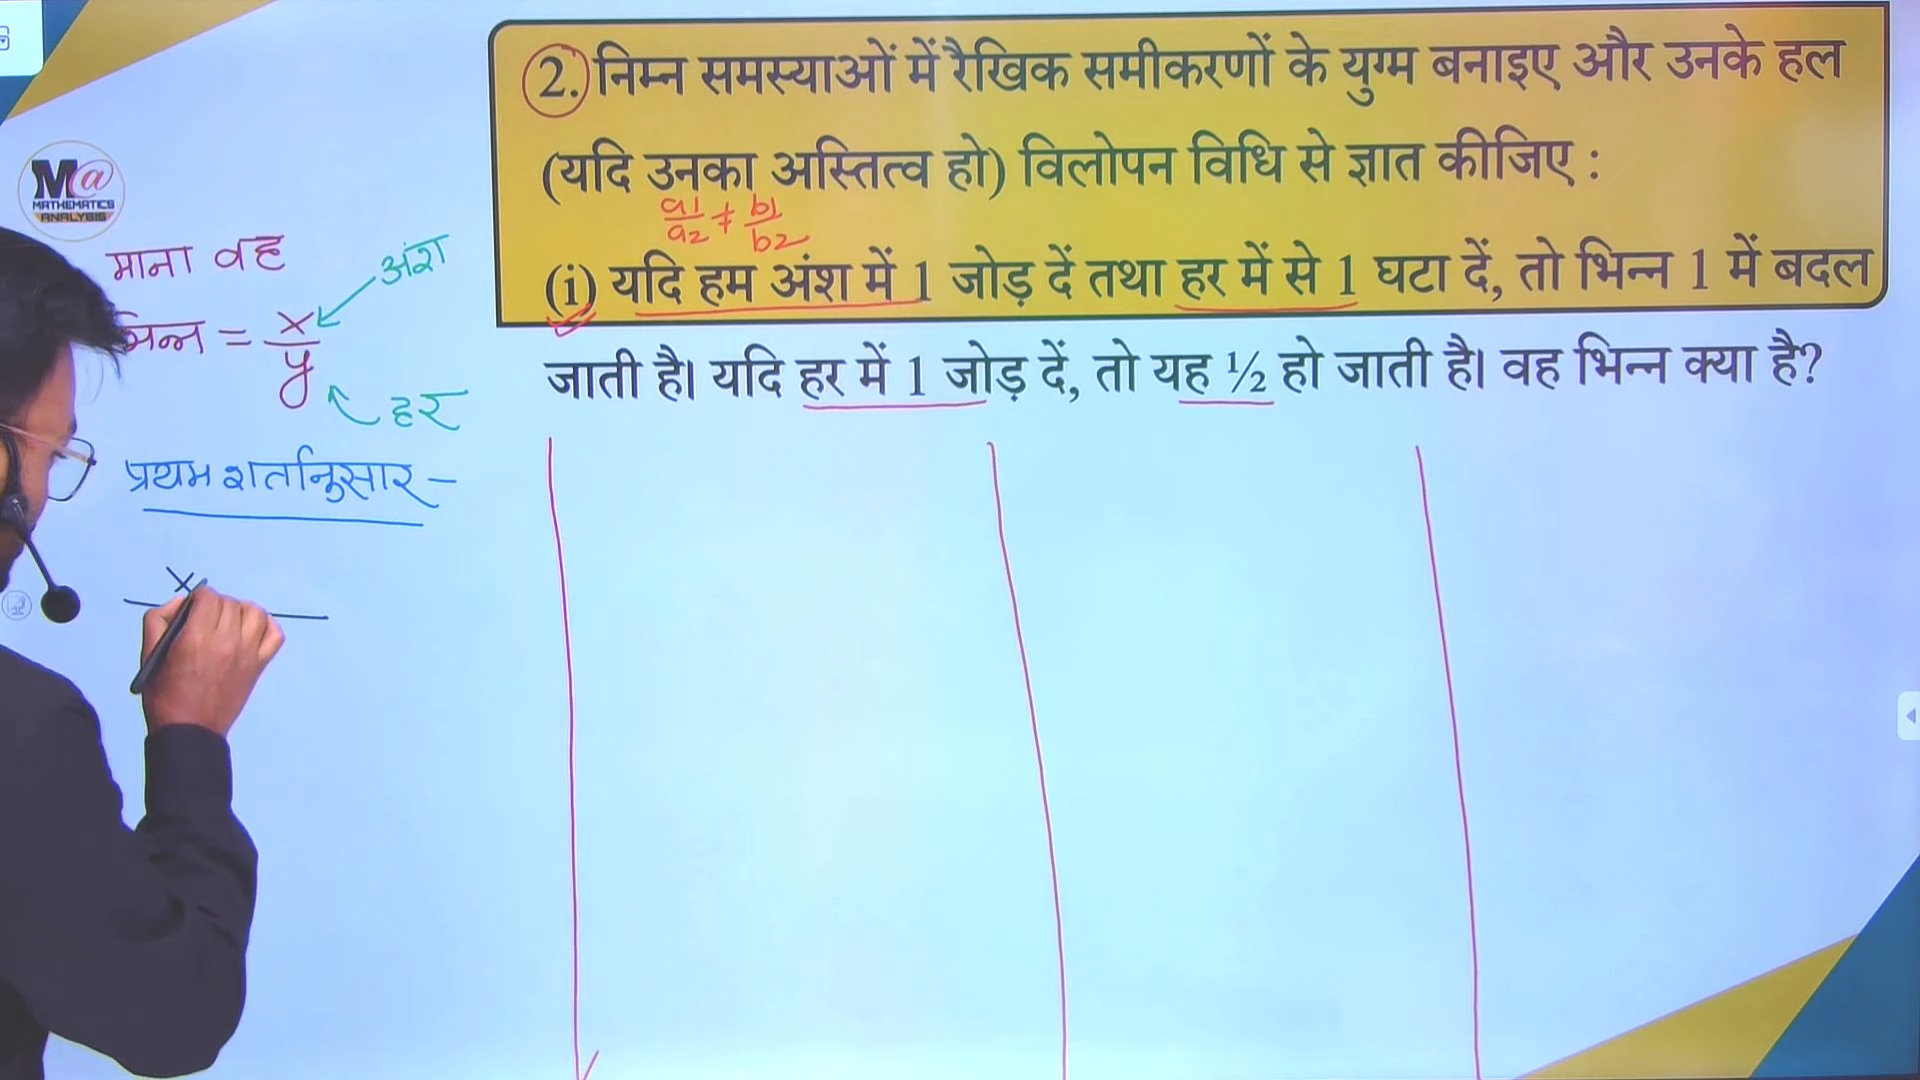 2. निम्न समस्याओं में रैखिक समीकरणों के युग्म बनाइए और उनके हल
(यदि उनका अस्तित्व हो) विलोपन विधि से ज्ञात कीजिए :
a1/a2 ≠ b1/b2
(i) यदि हम अंश में 1 जोड़ दें तथा हर में से 1 घटा दें, तो भिन्न 1 में बदल
जाती है। यदि हर में 1 जोड़ दें, तो यह ½ हो जाती है। वह भिन्न क्या है?
M@
MATHEMATICS
ANALYSIS
माना वह
भिन्न = x/y
अंश
हर
प्रथम शर्तानुसार -
x